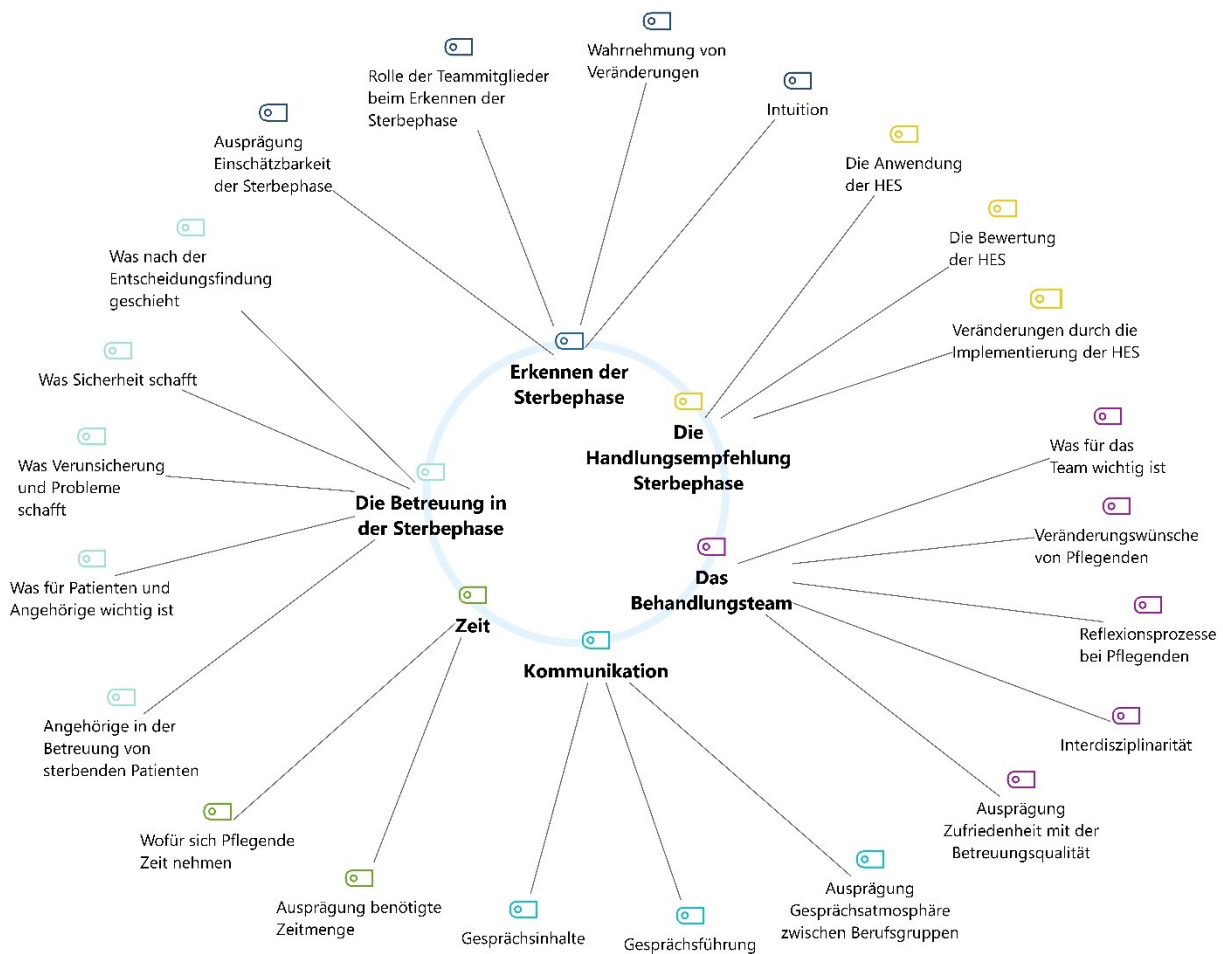 Wahrnehmung von
Veränderungen
Rolle der Teammitglieder
beim Erkennen der
Sterbephase
Intuition
Ausprägung
Einschätzbarkeit
der Sterbephase
Die Anwendung
der HES
Die Bewertung
der HES
Was nach der
Entscheidungsfindung
geschieht
Veränderungen durch die
Implementierung der HES
Was Sicherheit schafft
Erkennen der
Sterbephase
Die
Handlungsempfehlung
Sterbephase
Was für das
Team wichtig ist
Was Verunsicherung
und Probleme
schafft
Die Betreuung in
der Sterbephase
Veränderungswünsche
von Pflegenden
Was für Patienten und
Angehörige wichtig ist
Das
Behandlungsteam
Zeit
Reflexionsprozesse
bei Pflegenden
Kommunikation
Angehörige in der
Betreuung von
sterbenden Patienten
Interdisziplinarität
Wofür sich Pflegende
Zeit nehmen
Ausprägung
Zufriedenheit mit der
Betreuungsqualität
Ausprägung benötigte
Zeitmenge
Gesprächsinhalte
Gesprächsführung
Ausprägung
Gesprächsatmosphäre
zwischen Berufsgruppen